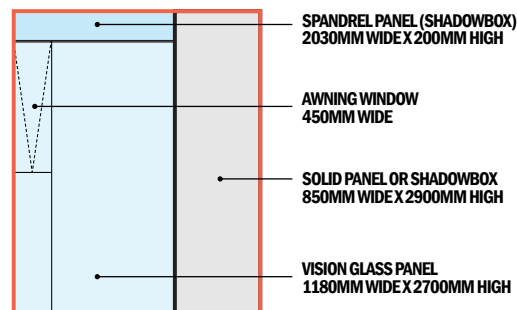 SPANDREL PANEL (SHADOWBOX)
2030MM WIDE X 200MM HIGH
AWNING WINDOW
450MM WIDE
SOLID PANEL OR SHADOWBOX
850MM WIDE X 2900MM HIGH
VISION GLASS PANEL
1180MM WIDE X 2700MM HIGH